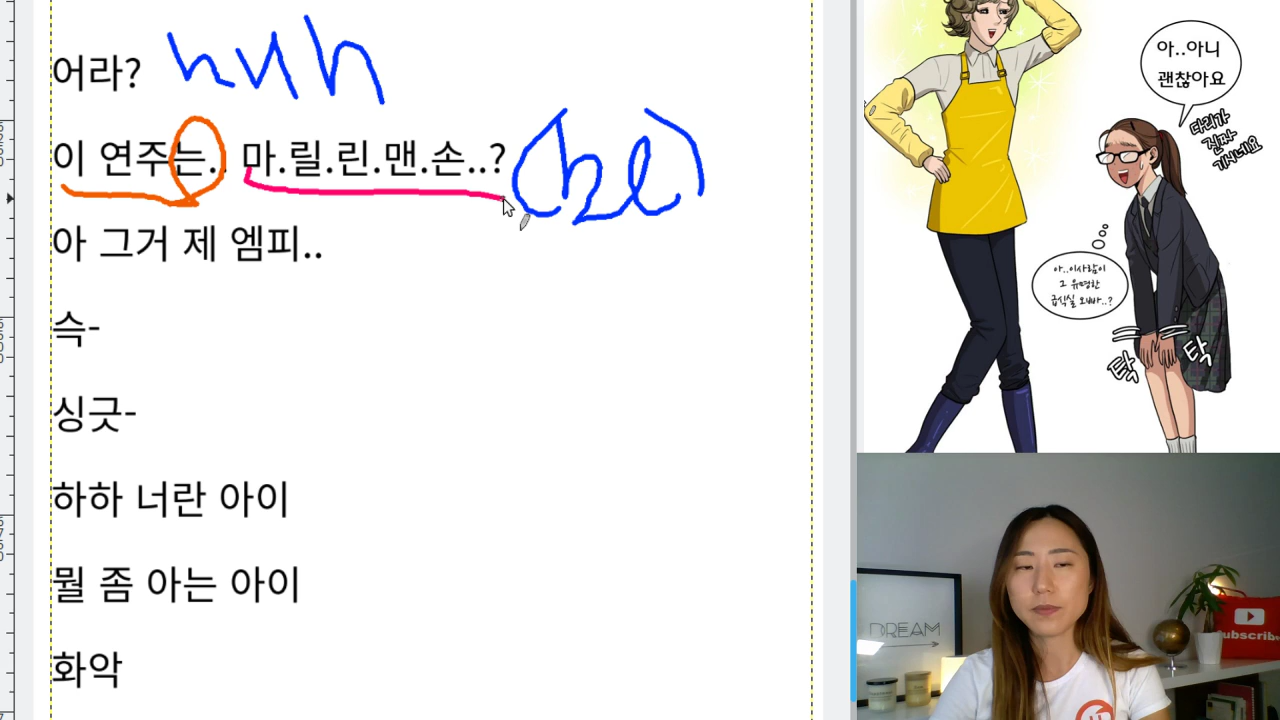 어라? huh
이 연주는.. 마.릴.린.맨.손..?
아 그거 제 엠피..
슥-
싱긋-
하하 너란 아이
뭘 좀 아는 아이
화악
아..아니
괜찮아요
다리가
진짜
기시네요
아..이사람이
그 유명한
급식실 오빠..?
탁
탁
DREAM
ubscrib